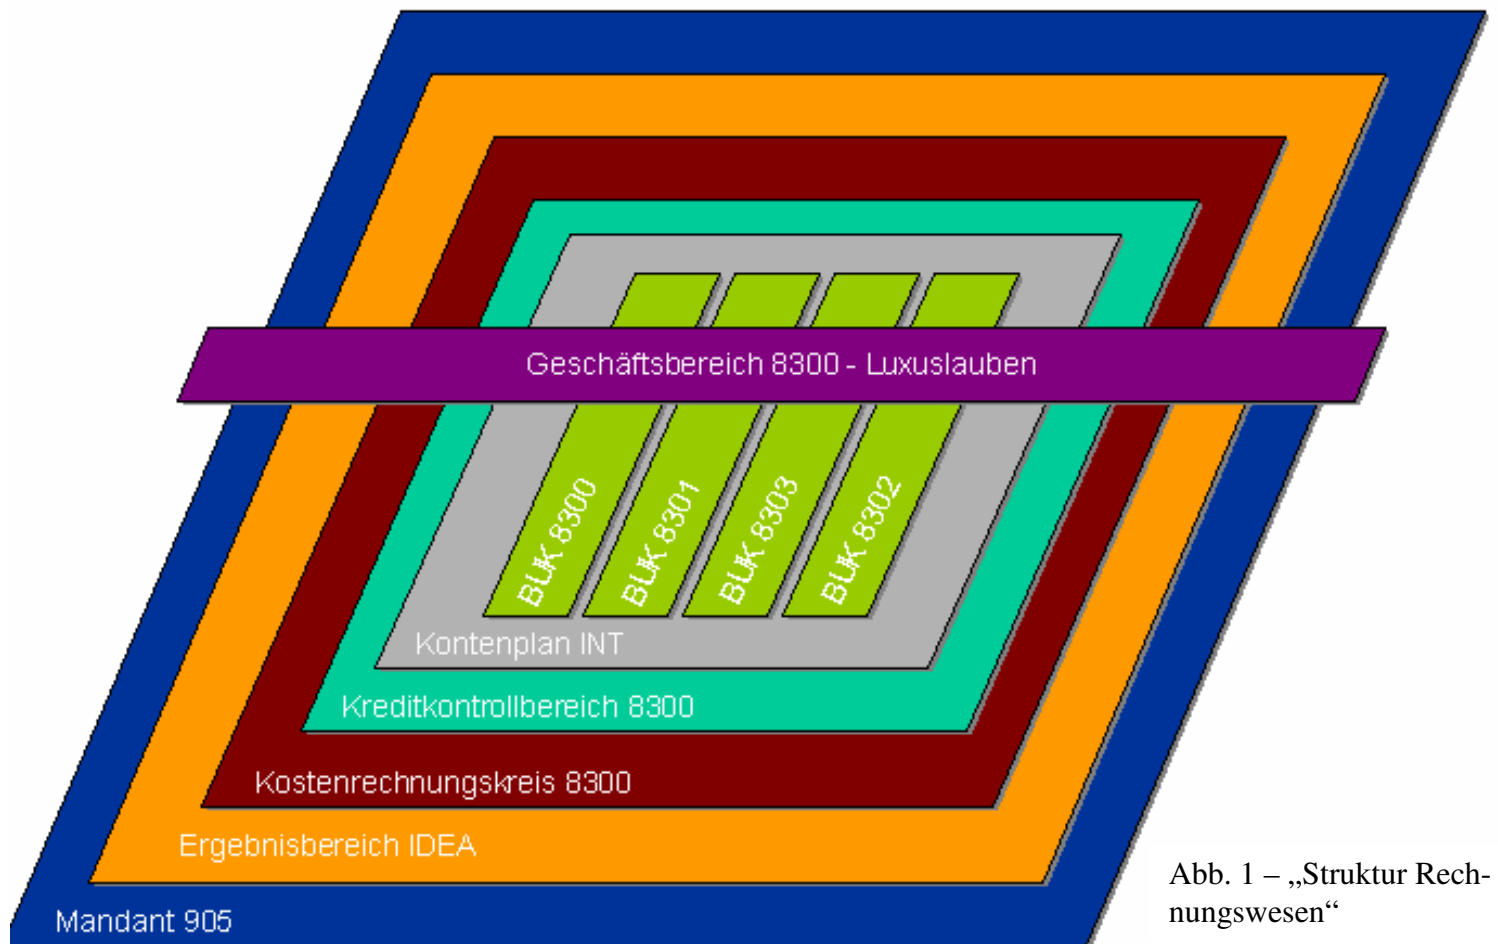 Geschäftsbereich 8300 - Luxuslauben
BUK 8300
BUK 8301
BUK 8303
BUK 8302
Kontenplan INT
Kreditkontrollbereich 8300
Kostenrechnungskreis 8300
Ergebnisbereich IDEA
Mandant 905
Abb. 1 – „Struktur Rech-
nungswesen“